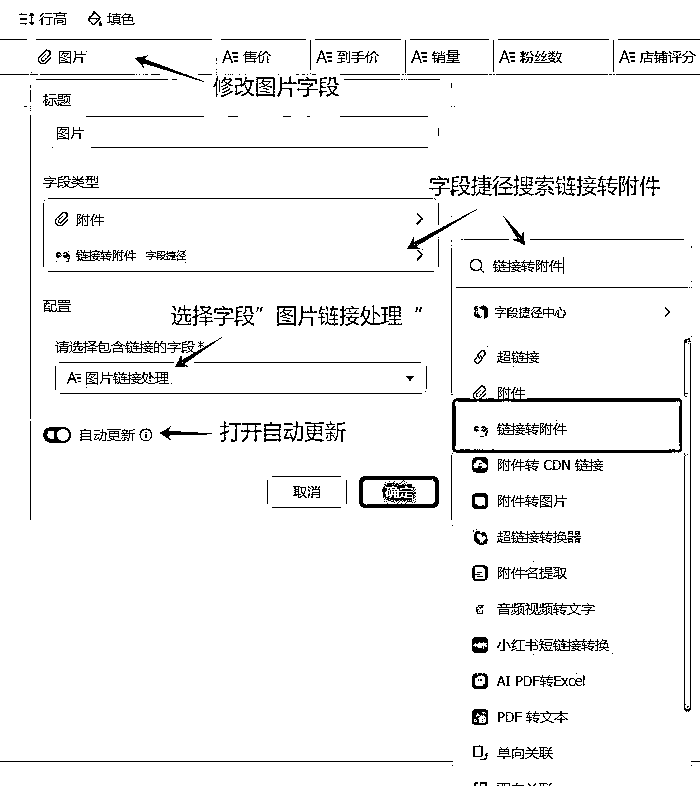 行高 填色
图片 售价 到手价 销量 粉丝数 店铺评分
修改图片字段
标题
图片
字段类型
字段捷径搜索链接转附件
附件
链接转附件 字段捷径
链接转附件
配置
选择字段”图片链接处理“
字段捷径中心
请选择包含链接的字段*
图片链接处理
超链接
附件
自动更新
打开自动更新
链接转附件
附件转 CDN 链接
取消 确定
附件转图片
超链接转换器
附件名提取
音频视频转文字
小红书短链接转换
AI PDF转Excel
PDF 转文本
单向关联